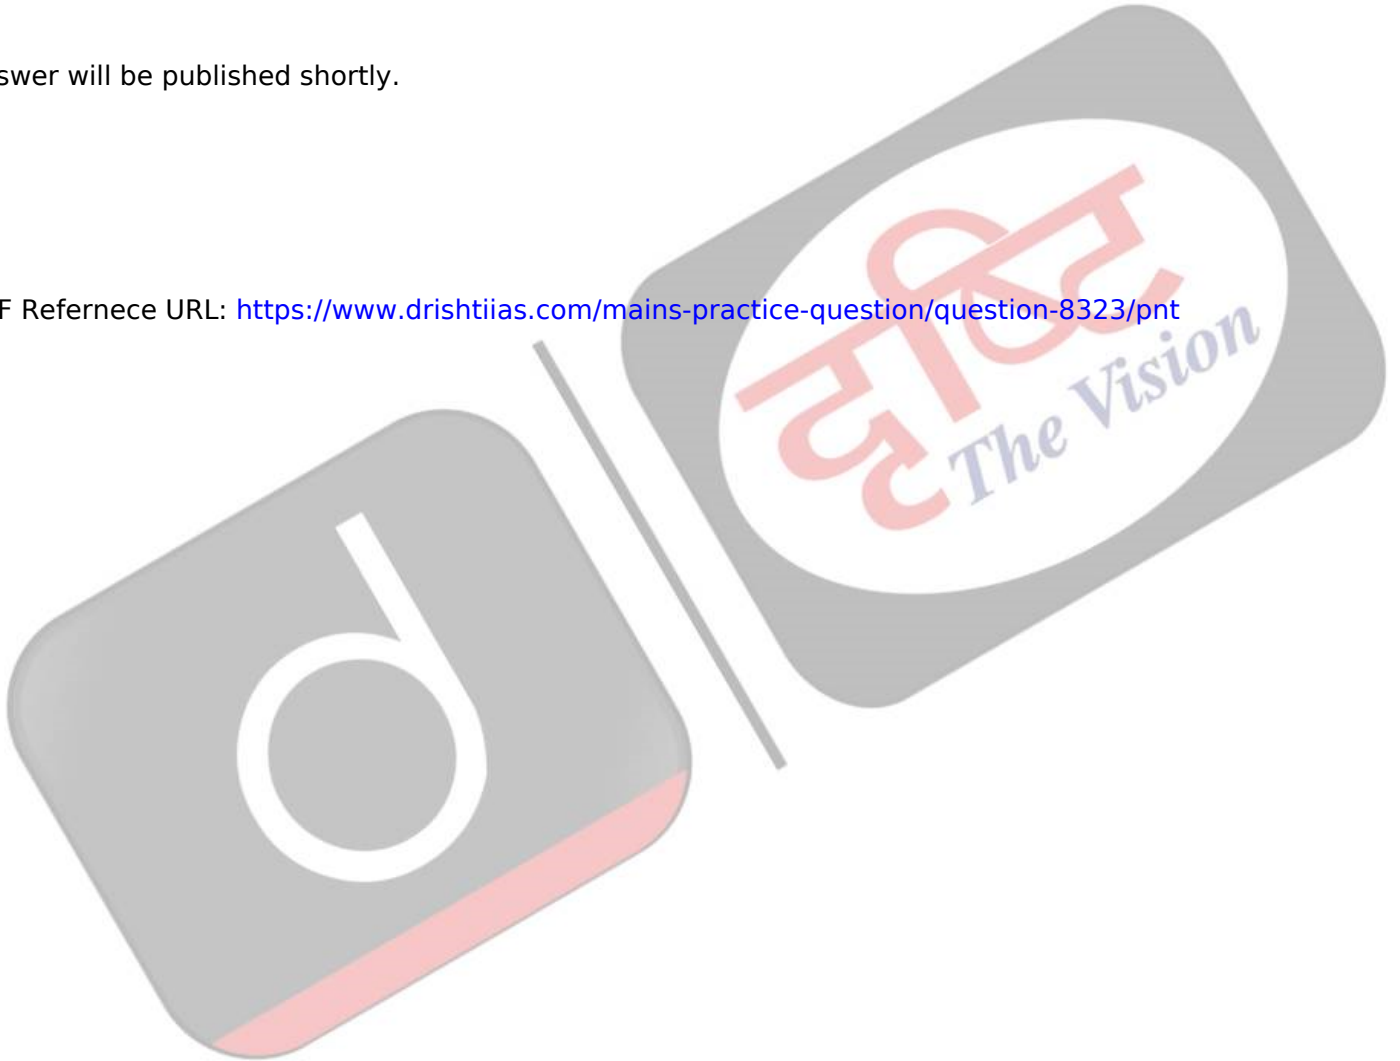 swer will be published shortly.
F Refernece URL: https://www.drishtiias.com/mains-practice-question/question-8323/pnt
दृष्टि
The Vision
d